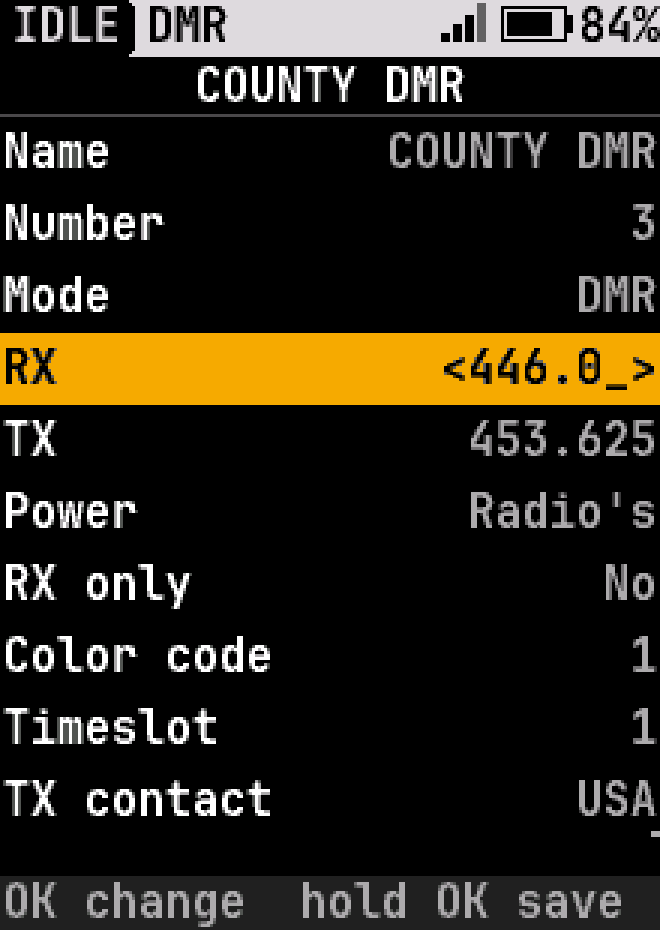 IDLE DMR 84%
COUNTY DMR
Name COUNTY DMR
Number 3
Mode DMR
RX <446.0_>
TX 453.625
Power Radio's
RX only No
Color code 1
Timeslot 1
TX contact USA
OK change hold OK save